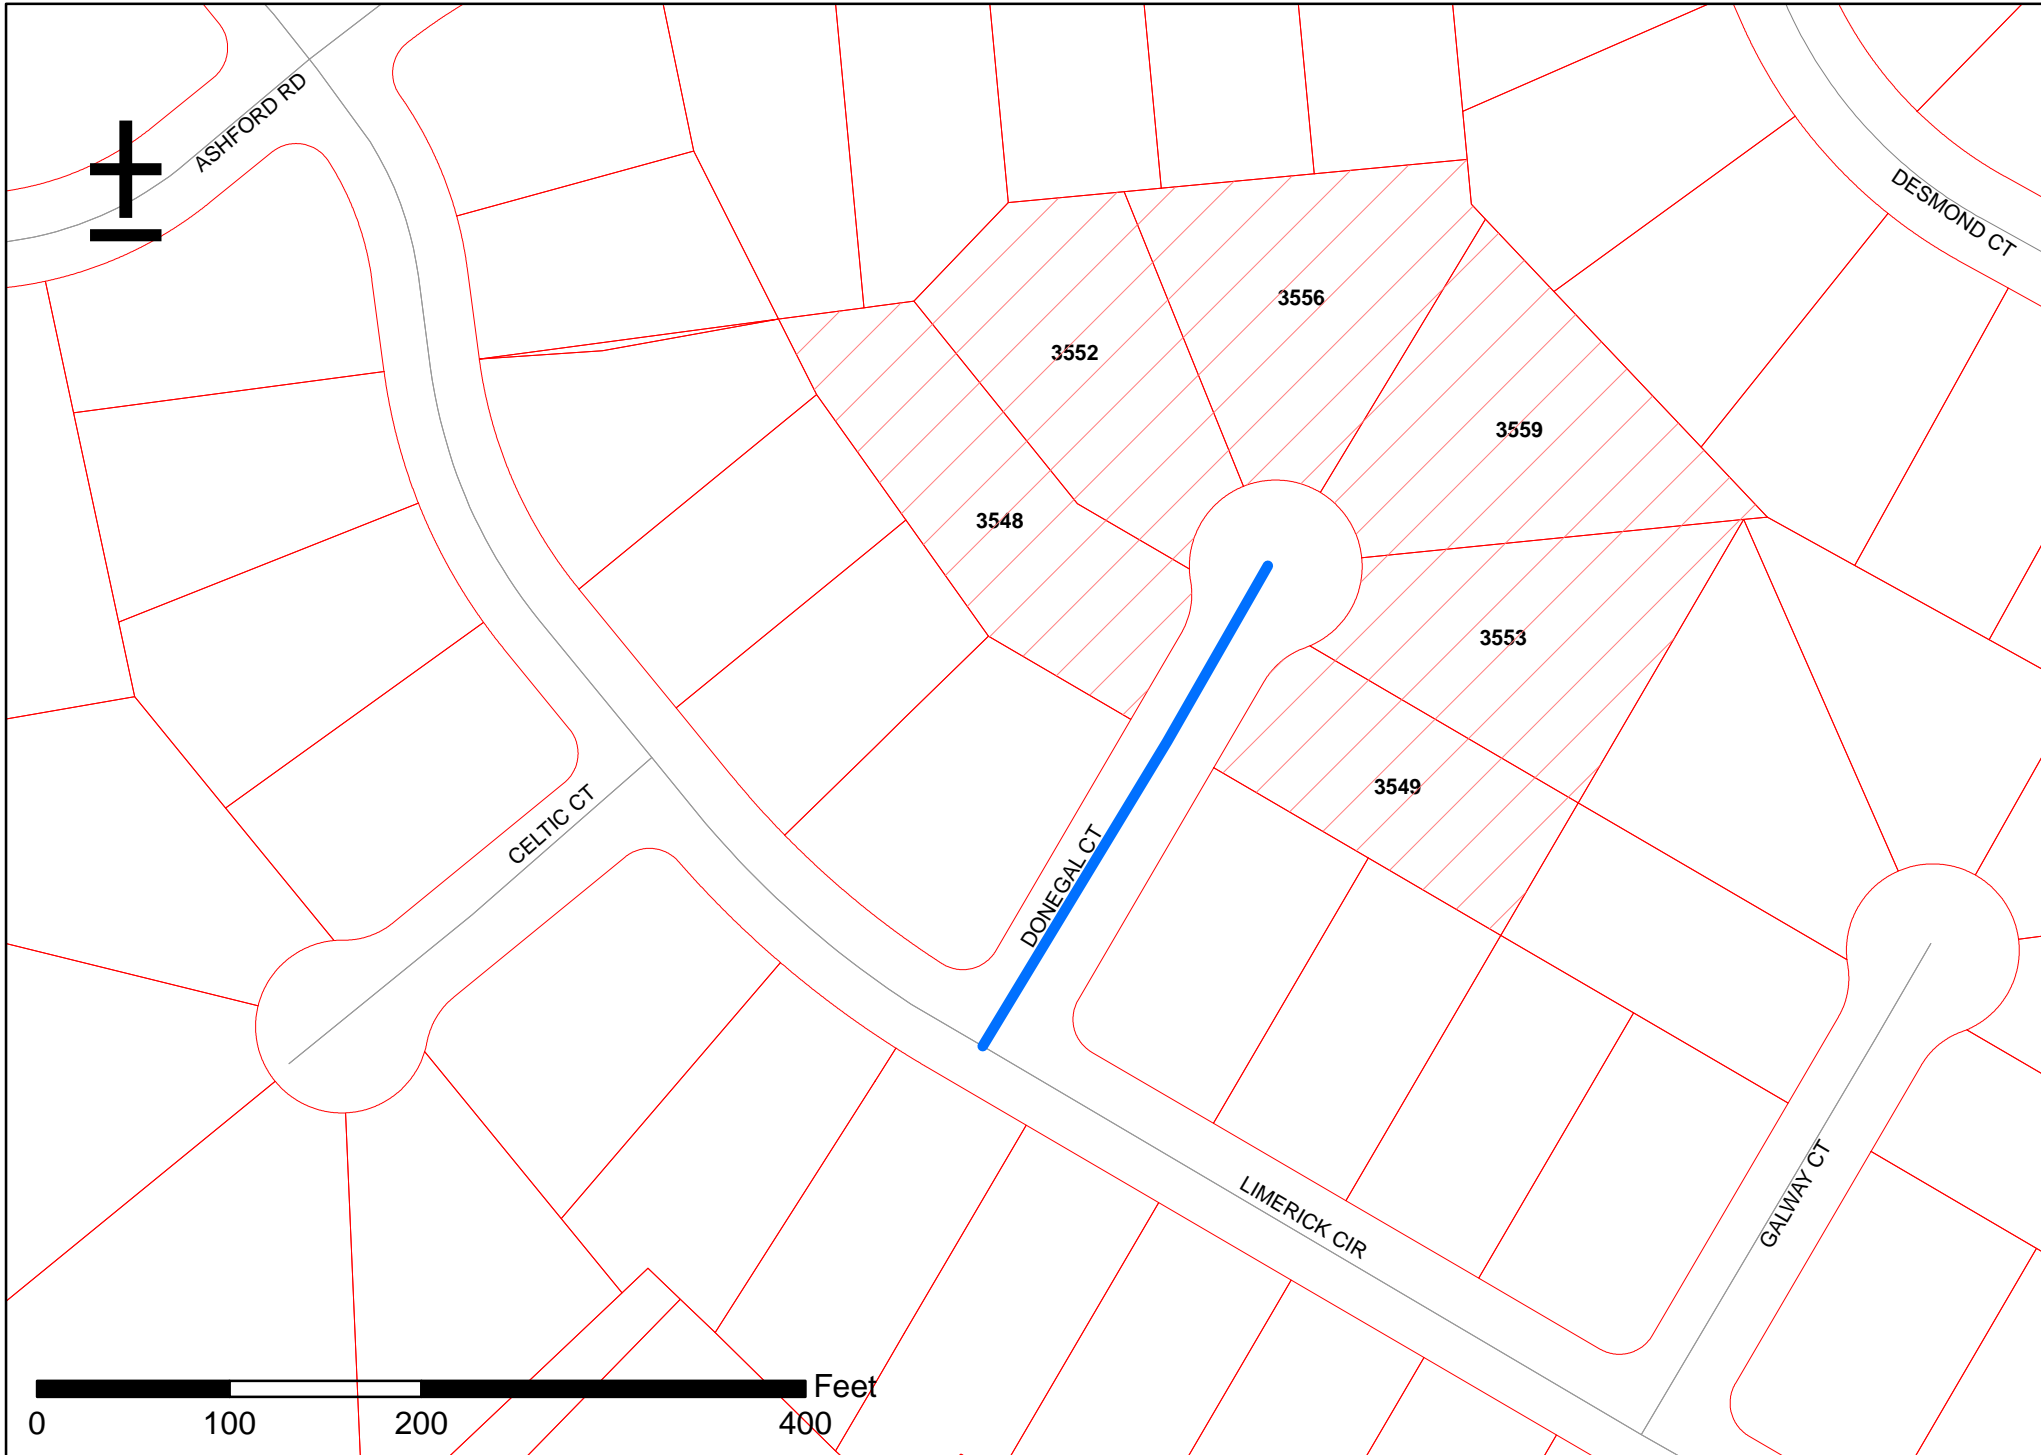 ASHFORD RD
DESMOND CT
3556
3552
3559
3548
3553
3549
CELTIC CT
DONEGAL CT
LIMERICK CIR
GALWAY CT
Feet
0 100 200 400